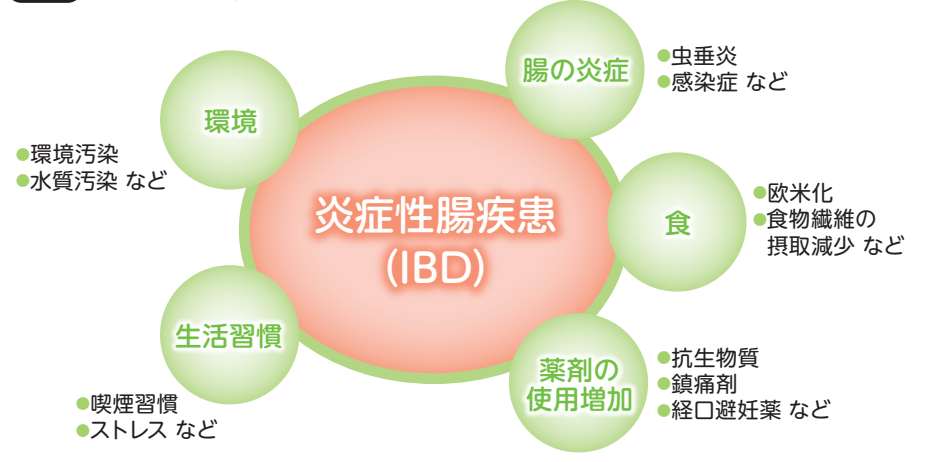 炎症性腸疾患
(IBD)
環境
●環境汚染
●水質汚染 など
腸の炎症
●虫垂炎
●感染症 など
食
●欧米化
●食物繊維の
摂取減少 など
生活習慣
●喫煙習慣
●ストレス など
薬剤の
使用増加
●抗生物質
●鎮痛剤
●経口避妊薬 など